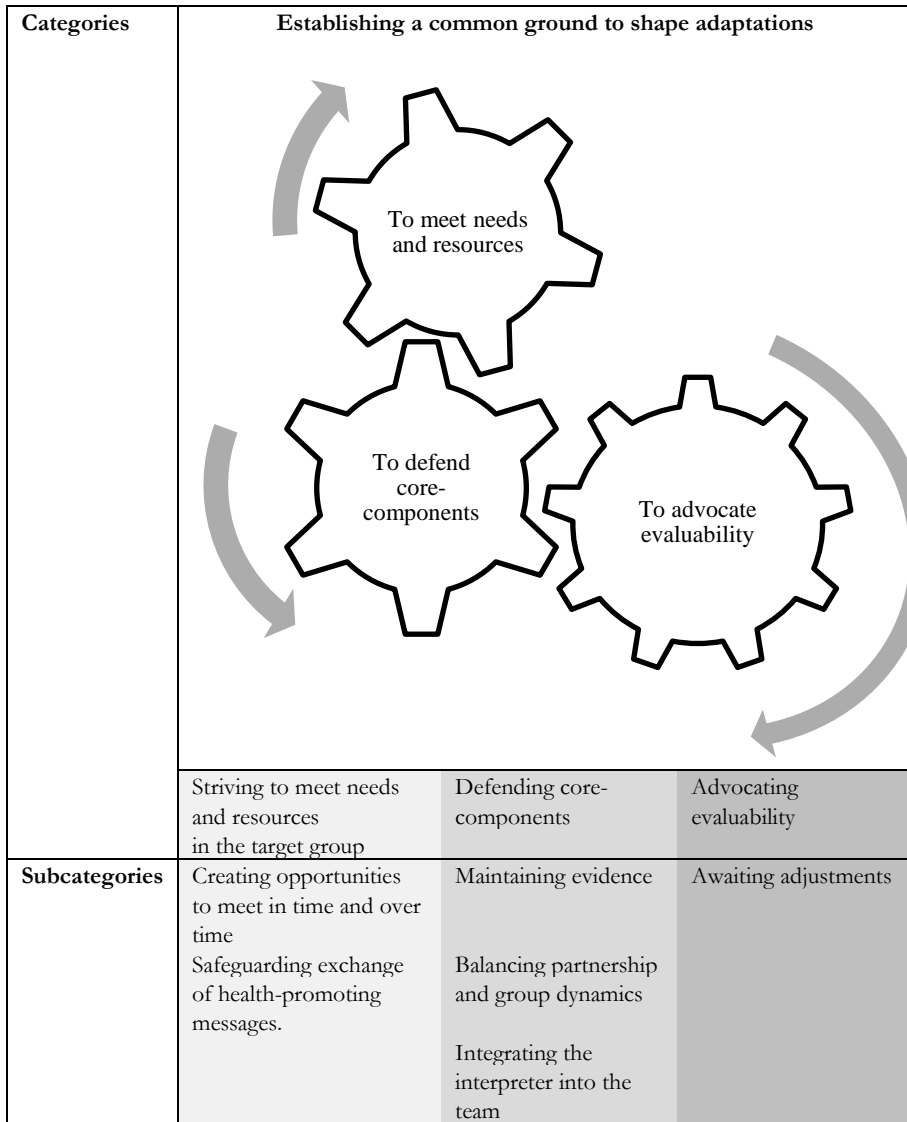 Categories
Establishing a common ground to shape adaptations
To meet needs
and resources
To defend
core-
components
To advocate
evaluability
Striving to meet needs
and resources
in the target group
Defending core-
components
Advocating
evaluability
Subcategories
Creating opportunities
to meet in time and over
time
Safeguarding exchange
of health-promoting
messages.
Maintaining evidence
Balancing partnership
and group dynamics
Integrating the
interpreter into the
team
Awaiting adjustments